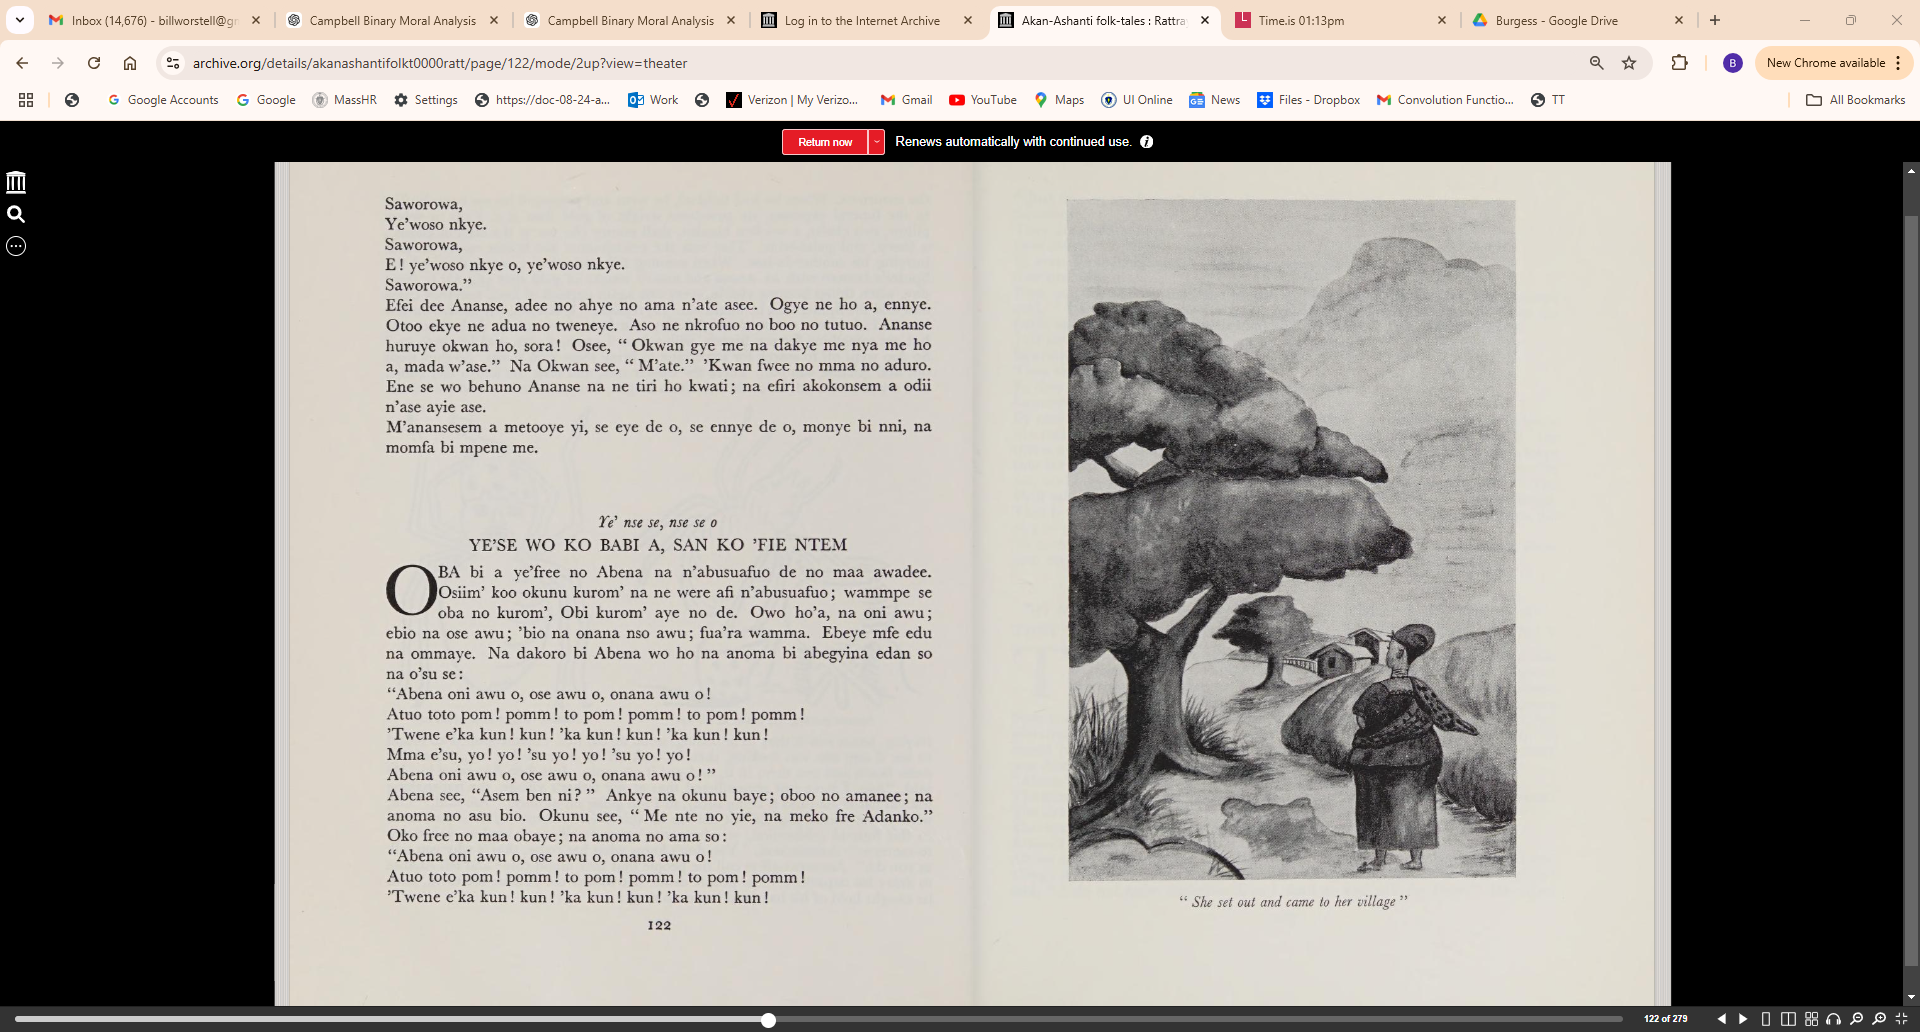 Inbox (14,676) - billworstell@gm
Campbell Binary Moral Analysis
Campbell Binary Moral Analysis
Log in to the Internet Archive
Akan-Ashanti folk-tales : Rattra
Time.is 01:13pm
Burgess - Google Drive
archive.org/details/akanashantifolkt0000ratt/page/122/mode/2up?view=theater
B
New Chrome available
Google Accounts
Google
MassHR
Settings
https://doc-08-24-a...
Work
Verizon | My Verizo...
Gmail
YouTube
Maps
UI Online
News
Files - Dropbox
Convolution Functio...
TT
All Bookmarks
Return now
Renews automatically with continued use.
Saworowa,
Ye’woso nkye.
Saworowa,
E! ye’woso nkye o, ye’woso nkye.
Saworowa.”
Efei dee Ananse, adee no ahye no ama n’ate asee. Ogye ne ho a, ennye.
Otoo ekye ne adua no tweneye. Aso ne nkrofuo no boo no tutuo. Ananse
huruye okwan ho, sora! Osee, “ Okwan gye me na dakye me nya me ho
a, mada w’ase.” Na Okwan see, “ M’ate.” ’Kwan fwee no mma no aduro.
Ene se wo behuno Ananse na ne tiri ho kwati; na efiri akokonsem a odii
n’ase ayie ase.
M’anansesem a metooye yi, se eye de o, se ennye de o, monye bi nni, na
momfa bi mpene me.
Ye’ nse se, nse se o
YE’SE WO KO BABI A, SAN KO ’FIE NTEM
OBA bi a ye’free no Abena na n’abusuafuo de no maa awadee.
Osiim’ koo okunu kurom’ na ne were afi n’abusuafuo; wammpe se
oba no kurom’, Obi kurom’ aye no de. Owo ho’a, na oni awu;
ebio na ose awu; ’bio na onana nso awu; fua’ra wamma. Ebeye mfe edu
na ommaye. Na dakoro bi Abena wo ho na anoma bi abegyina edan so
na o’su se:
“Abena oni awu o, ose awu o, onana awu o!
Atuo toto pom! pomm! to pom! pomm! to pom! pomm!
’Twene e’ka kun! kun! ’ka kun! kun! ’ka kun! kun!
Mma e’su, yo! yo! ’su yo! yo! ’su yo! yo!
Abena oni awu o, ose awu o, onana awu o!”
Abena see, “Asem ben ni?” Ankye na okunu baye; oboo no amanee; na
anoma no asu bio. Okunu see, “ Me nte no yie, na meko fre Adanko.”
Oko free no maa obaye; na anoma no ama so:
“Abena oni awu o, ose awu o, onana awu o!
Atuo toto pom! pomm! to pom! pomm! to pom! pomm!
’Twene e’ka kun! kun! ’ka kun! kun! ’ka kun! kun!
122
“ She set out and came to her village ”
122 of 279